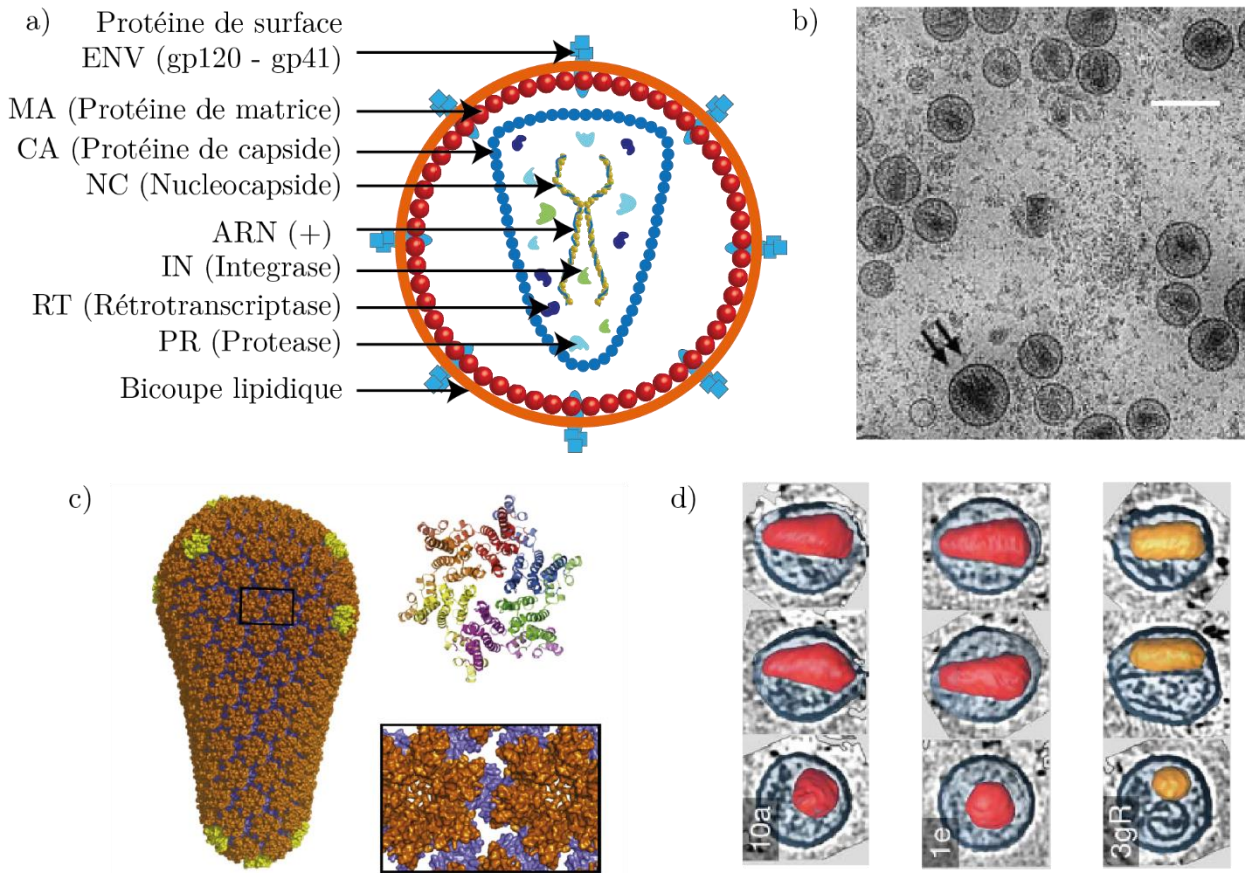 a)
Protéine de surface
ENV (gp120 - gp41)
MA (Protéine de matrice)
CA (Protéine de capside)
NC (Nucleocapside)
ARN (+)
IN (Integrase)
RT (Rétrotranscriptase)
PR (Protease)
Bicoupe lipidique
b)
c)
d)
10a
1e
3gR